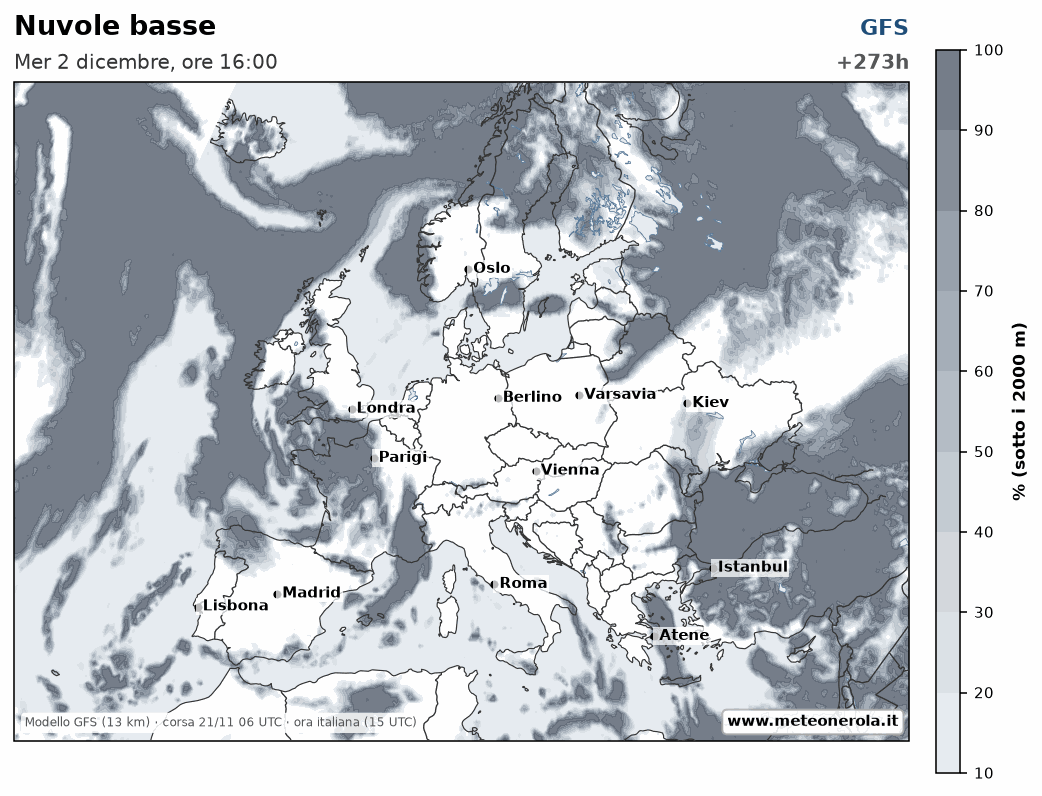 Nuvole basse
GFS
Mer 2 dicembre, ore 16:00
+273h
100
90
80
70
60
50
40
30
20
10
% (sotto i 2000 m)
Oslo
Londra
Berlino
Varsavia
Kiev
Parigi
Vienna
Istanbul
Roma
Madrid
Lisbona
Atene
Modello GFS (13 km) · corsa 21/11 06 UTC · ora italiana (15 UTC)
www.meteonerola.it